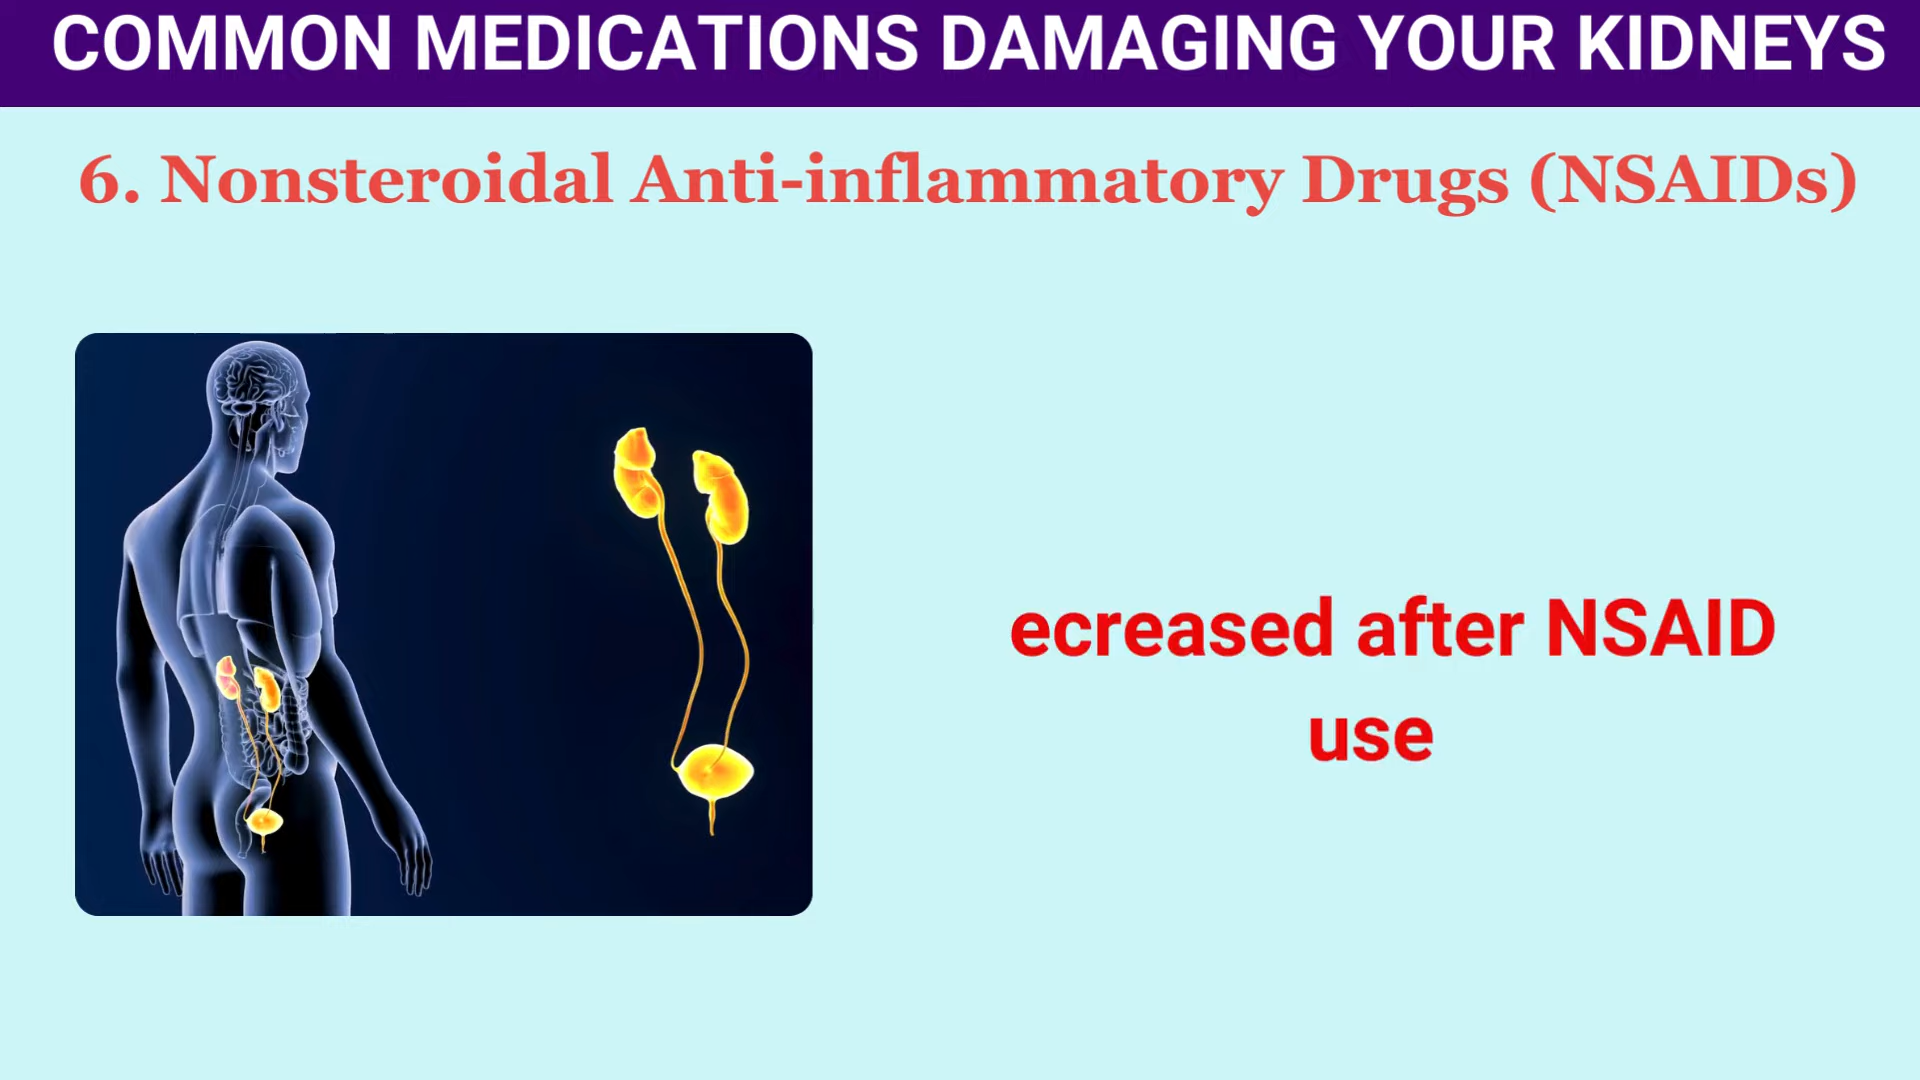 COMMON MEDICATIONS DAMAGING YOUR KIDNEYS
6. Nonsteroidal Anti-inflammatory Drugs (NSAIDs)
ecreased after NSAID
use